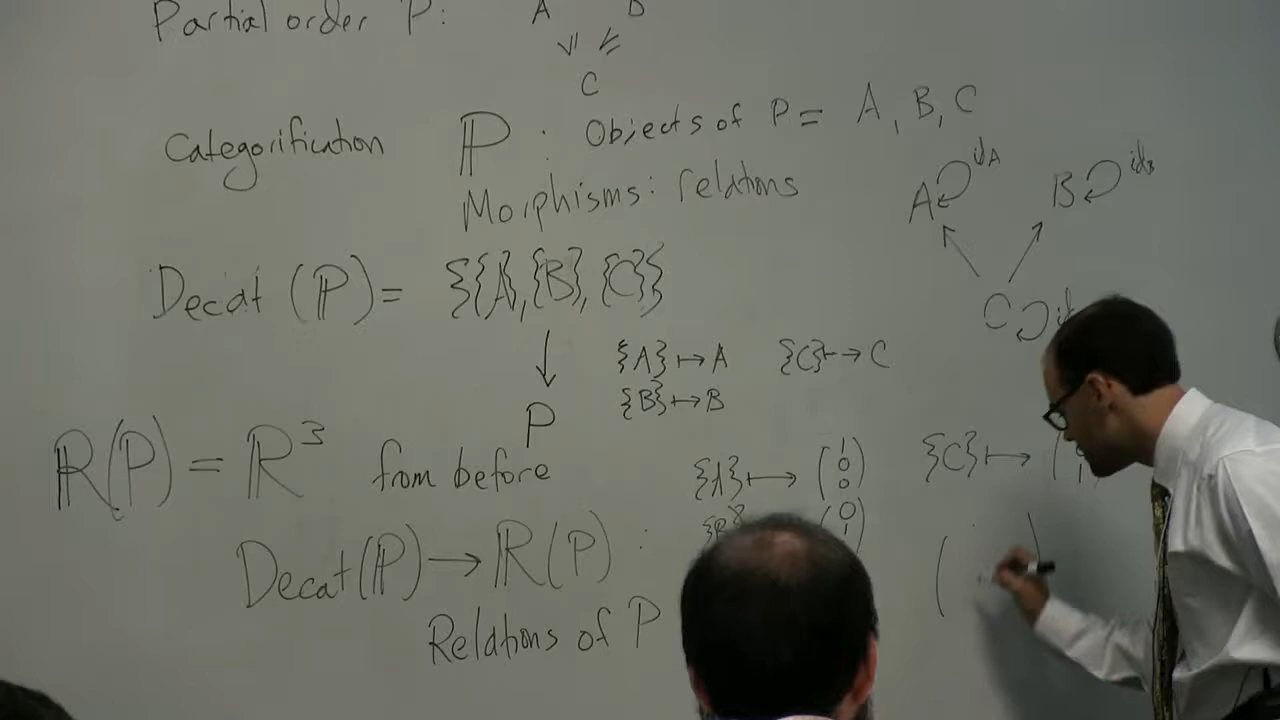 Partial order P: A B
VI //
C
Categorification ℙ : Objects of P = A, B, C
Morphisms: relations
A id_A B id_B
C
Decat (ℙ) = {{A}, {B}, {C}}
↓ {A} ↦ A {C} ↦ C
P {B} ↦ B
ℝ(P) = ℝ³ from before
{A} ↦ (1 0 0) {C} ↦
Decat(ℙ) → ℝ(P) :
Relations of P